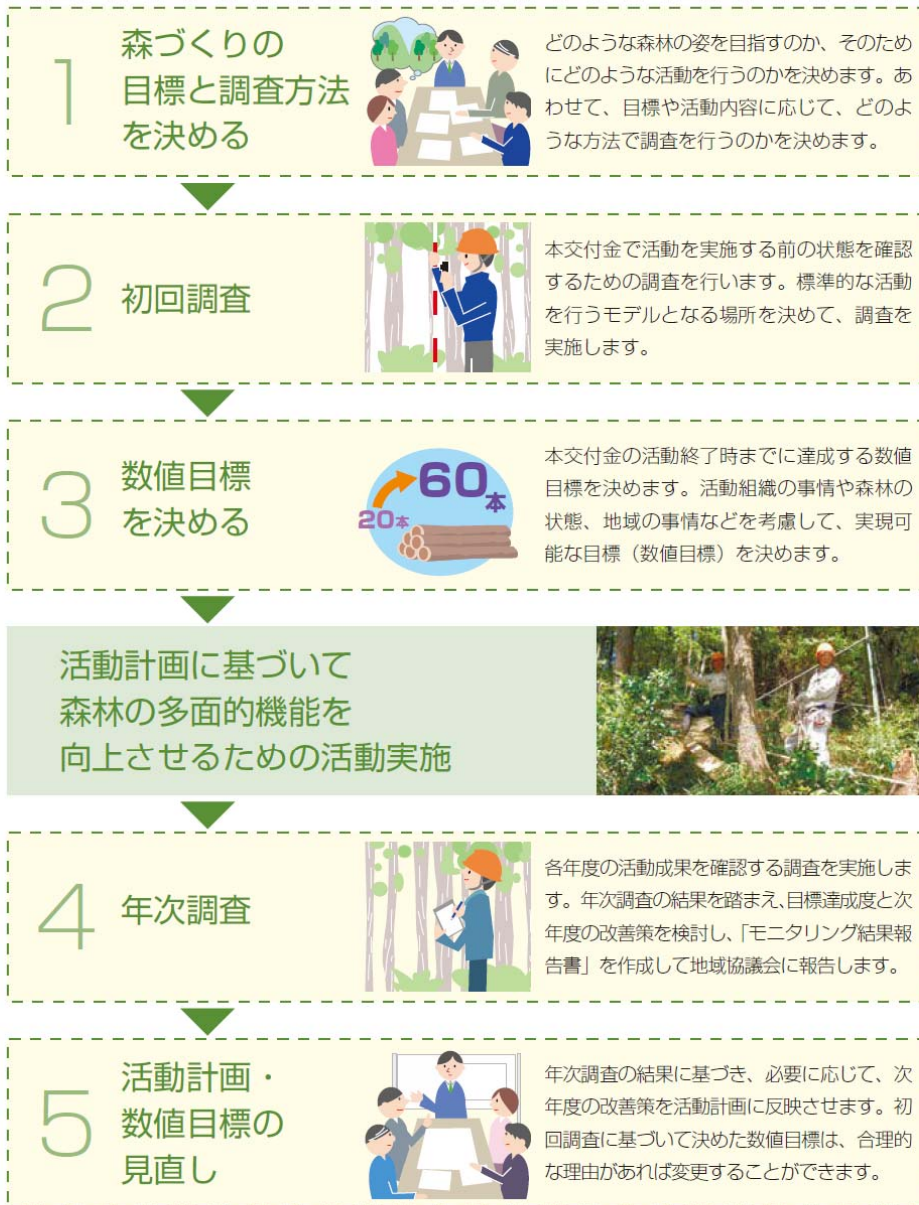 1
森づくりの
目標と調査方法
を決める
どのような森林の姿を目指すのか、そのため
にどのような活動を行うのかを決めます。あ
わせて、目標や活動内容に応じて、どのよ
うな方法で調査を行うのかを決めます。
2
初回調査
本交付金で活動を実施する前の状態を確認
するための調査を行います。標準的な活動
を行うモデルとなる場所を決めて、調査を
実施します。
3
数値目標
を決める
60本
20本
本交付金の活動終了時までに達成する数値
目標を決めます。活動組織の事情や森林の
状態、地域の事情などを考慮して、実現可
能な目標（数値目標）を決めます。
活動計画に基づいて
森林の多面的機能を
向上させるための活動実施
4
年次調査
各年度の活動成果を確認する調査を実施しま
す。年次調査の結果を踏まえ、目標達成度と次
年度の改善策を検討し、「モニタリング結果報
告書」を作成して地域協議会に報告します。
5
活動計画・
数値目標の
見直し
年次調査の結果に基づき、必要に応じて、次
年度の改善策を活動計画に反映させます。初
回調査に基づいて決めた数値目標は、合理的
な理由があれば変更することができます。